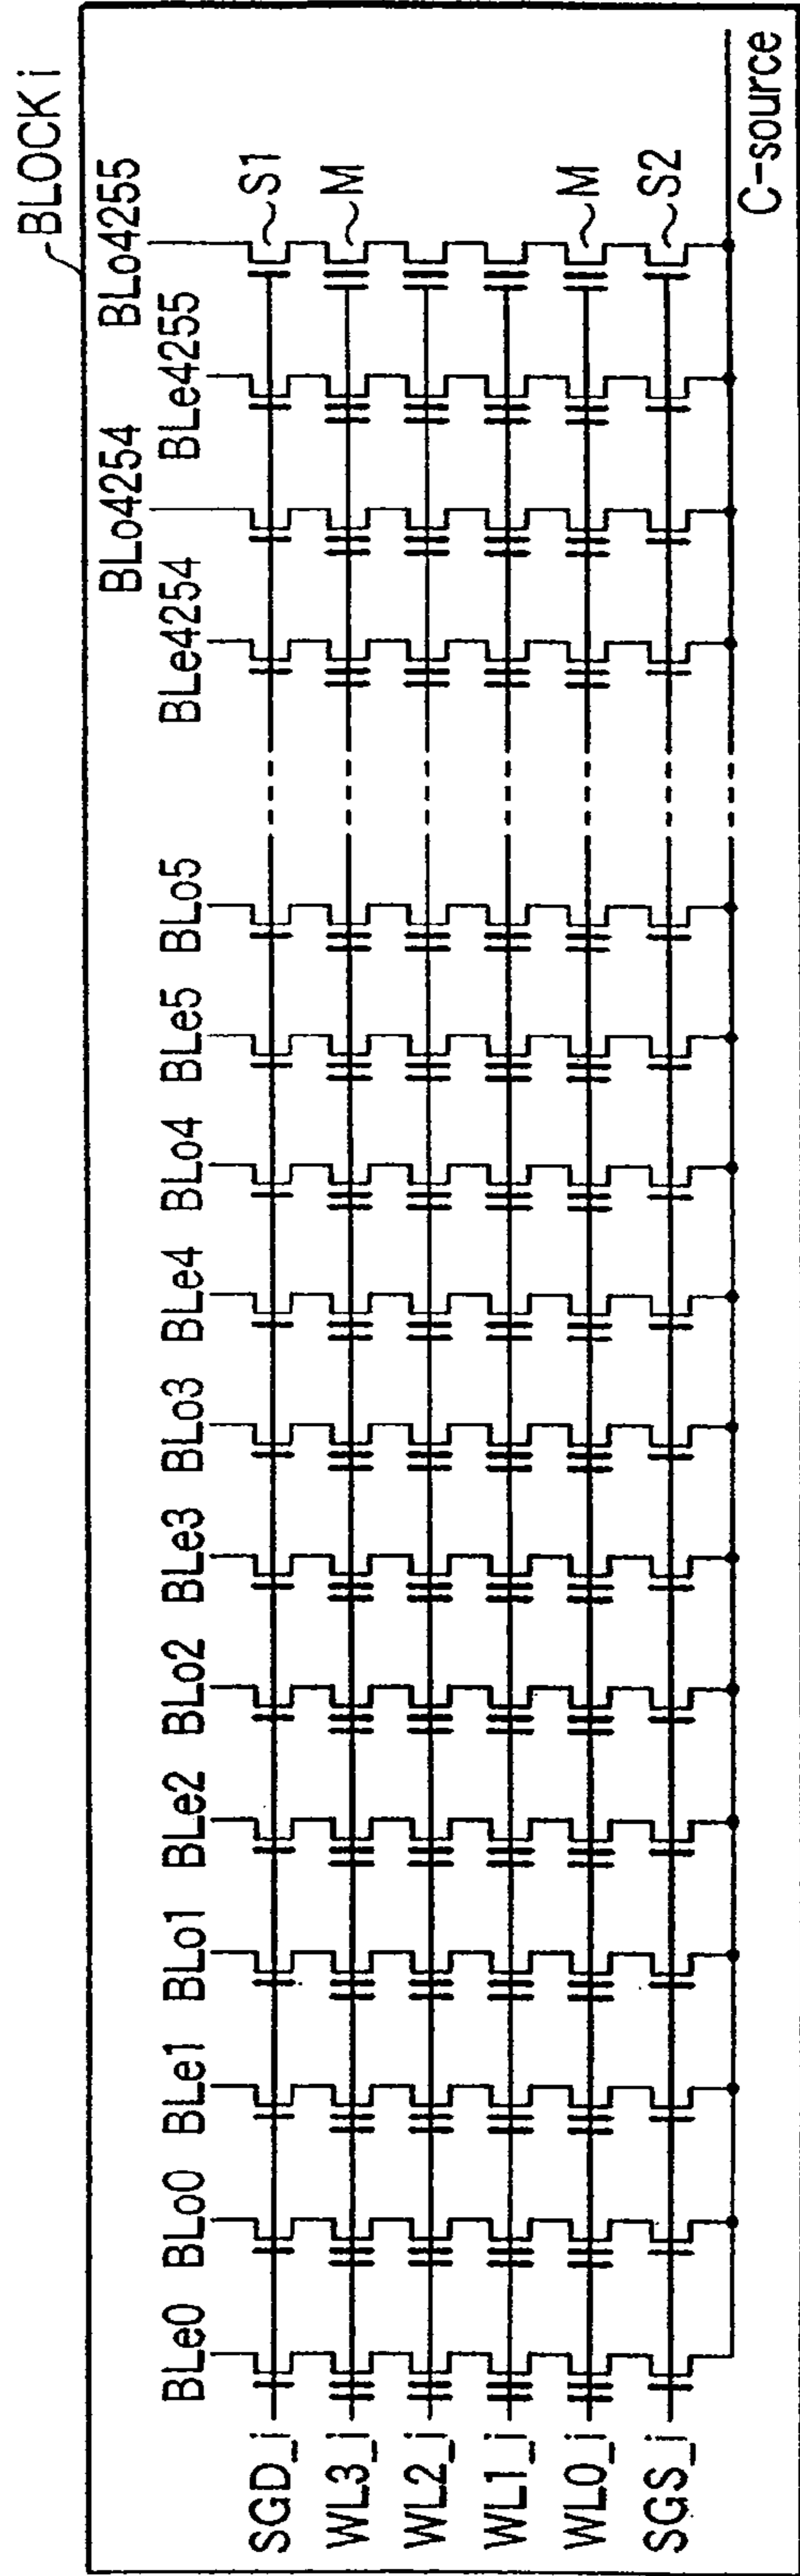 BLOCK i
BLe0 BLo0 BLe1 BLo1 BLe2 BLo2 BLe3 BLo3 BLe4 BLo4 BLe5 BLo5 BLe4254 BLo4254 BLe4255 BLo4255
SGD_i S1
WL3_i M
WL2_i
WL1_i
WL0_i M
SGS_i S2
C-source